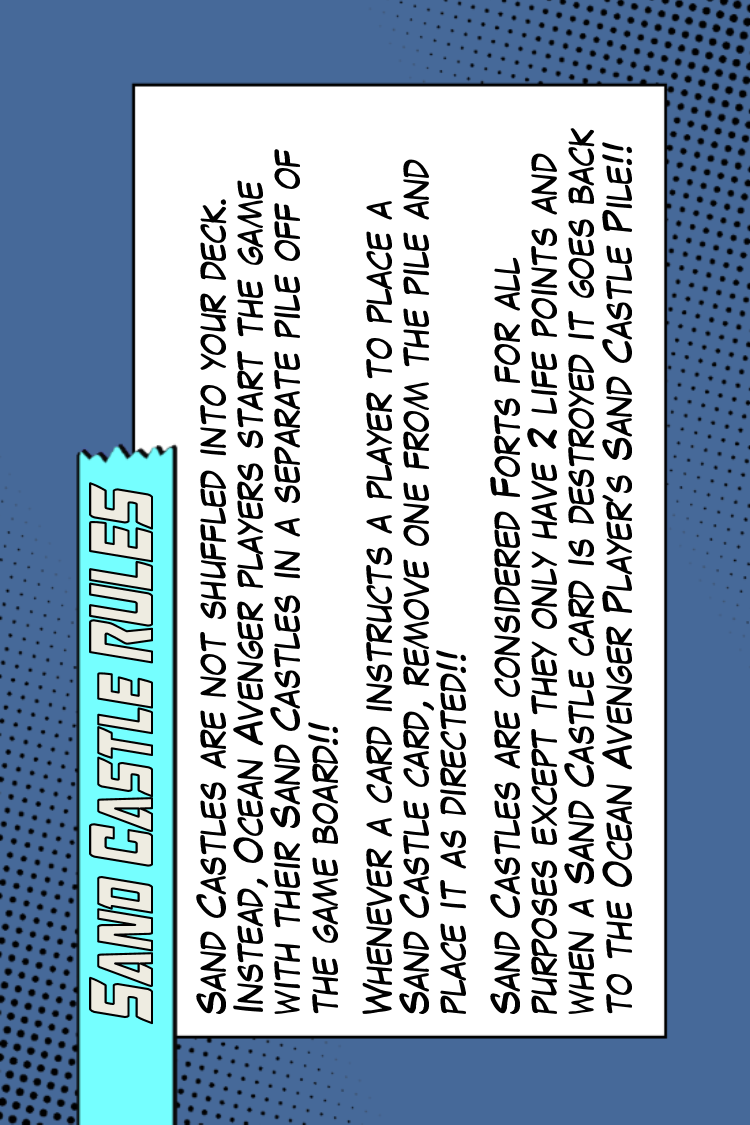 Sand Castle Rules
Sand Castles are not shuffled into your deck.
Instead, Ocean Avenger players start the game
with their Sand Castles in a separate pile off of
the game board!!
Whenever a card instructs a player to place a
Sand Castle card, remove one from the pile and
place it as directed!!
Sand Castles are considered Forts for all
purposes except they only have 2 life points and
when a Sand Castle card is destroyed it goes back
to the Ocean Avenger Player's Sand Castle Pile!!